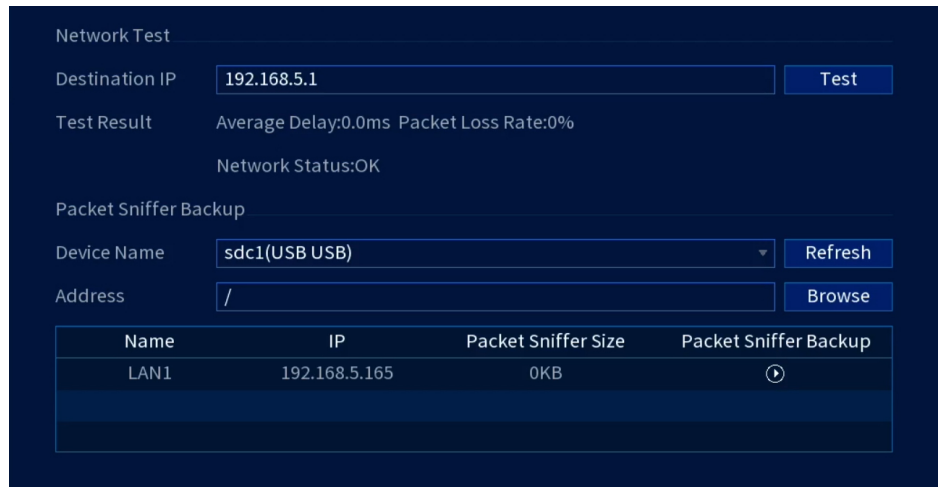 Network Test
Destination IP 192.168.5.1 Test
Test Result Average Delay:0.0ms Packet Loss Rate:0%
Network Status:OK
Packet Sniffer Backup
Device Name sdc1(USB USB) Refresh
Address / Browse
Name IP Packet Sniffer Size Packet Sniffer Backup
LAN1 192.168.5.165 0KB